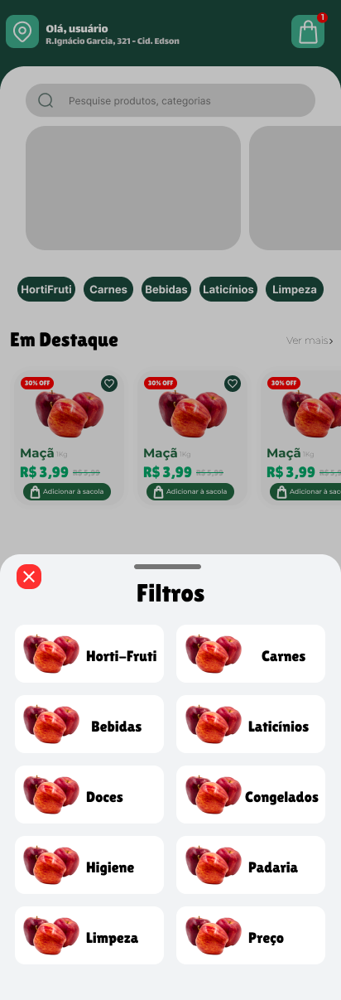 Olá, usuário
R.Ignácio Garcia, 321 - Cid. Edson
1
Pesquise produtos, categorias
HortiFruti Carnes Bebidas Laticínios Limpeza
Em Destaque
Ver mais›
30% OFF 30% OFF 30% OFF
Maçã 1Kg Maçã 1Kg Maçã 1Kg
R$ 3,99 R$ 5,99 R$ 3,99 R$ 5,99 R$ 3,99 R$ 5,9
Adicionar à sacola Adicionar à sacola Adicionar à sac
Filtros
Horti-Fruti Carnes
Bebidas Laticínios
Doces Congelados
Higiene Padaria
Limpeza Preço